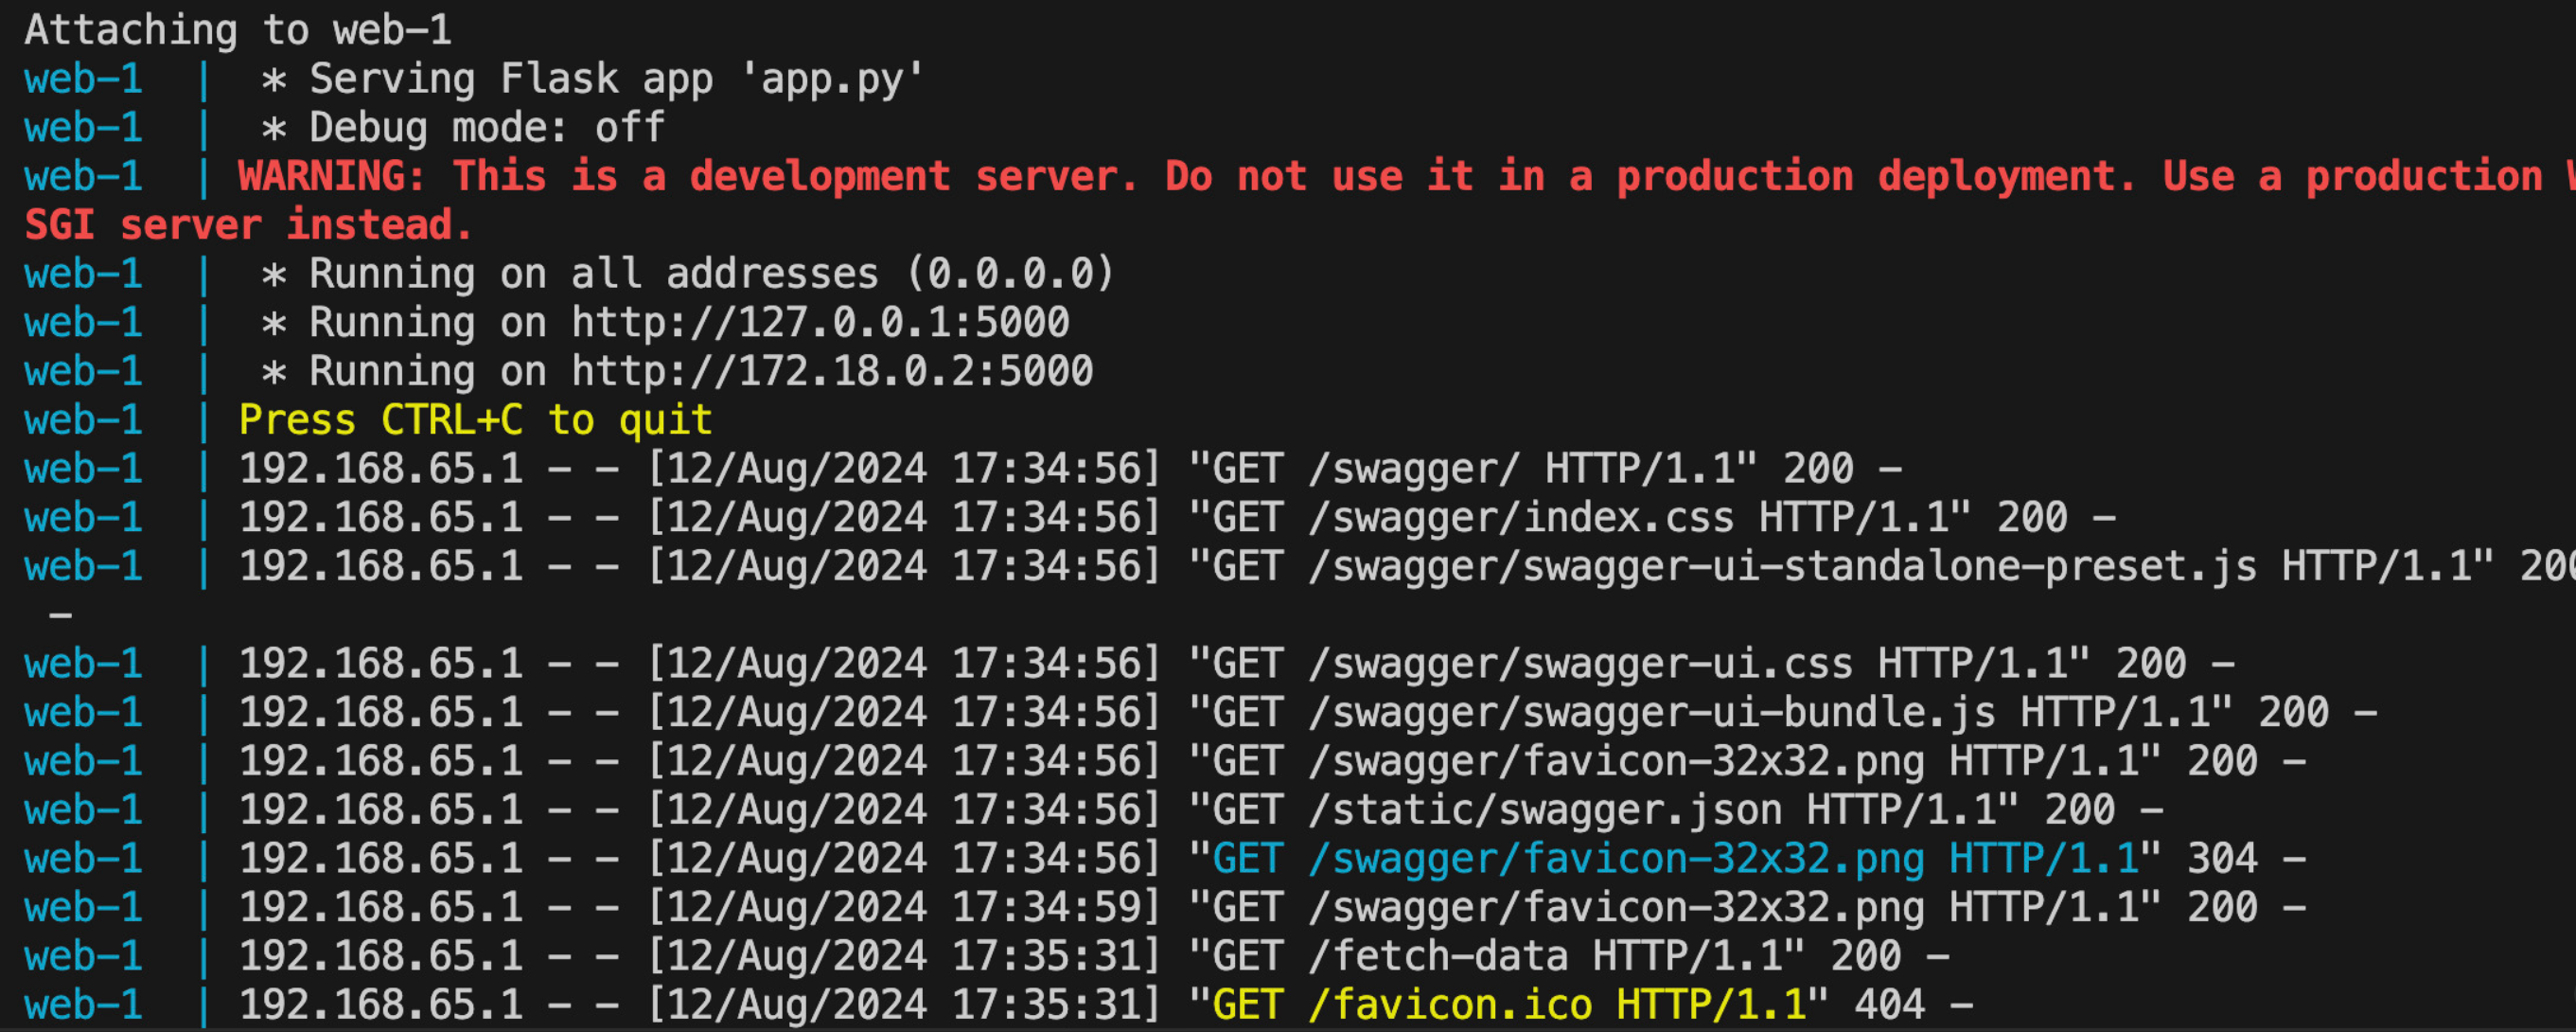 Attaching to web-1
web-1  |  * Serving Flask app 'app.py'
web-1  |  * Debug mode: off
web-1  | WARNING: This is a development server. Do not use it in a production deployment. Use a production W
SGI server instead.
web-1  |  * Running on all addresses (0.0.0.0)
web-1  |  * Running on http://127.0.0.1:5000
web-1  |  * Running on http://172.18.0.2:5000
web-1  | Press CTRL+C to quit
web-1  | 192.168.65.1 - - [12/Aug/2024 17:34:56] "GET /swagger/ HTTP/1.1" 200 -
web-1  | 192.168.65.1 - - [12/Aug/2024 17:34:56] "GET /swagger/index.css HTTP/1.1" 200 -
web-1  | 192.168.65.1 - - [12/Aug/2024 17:34:56] "GET /swagger/swagger-ui-standalone-preset.js HTTP/1.1" 200
 -
web-1  | 192.168.65.1 - - [12/Aug/2024 17:34:56] "GET /swagger/swagger-ui.css HTTP/1.1" 200 -
web-1  | 192.168.65.1 - - [12/Aug/2024 17:34:56] "GET /swagger/swagger-ui-bundle.js HTTP/1.1" 200 -
web-1  | 192.168.65.1 - - [12/Aug/2024 17:34:56] "GET /swagger/favicon-32x32.png HTTP/1.1" 200 -
web-1  | 192.168.65.1 - - [12/Aug/2024 17:34:56] "GET /static/swagger.json HTTP/1.1" 200 -
web-1  | 192.168.65.1 - - [12/Aug/2024 17:34:56] "GET /swagger/favicon-32x32.png HTTP/1.1" 304 -
web-1  | 192.168.65.1 - - [12/Aug/2024 17:34:59] "GET /swagger/favicon-32x32.png HTTP/1.1" 200 -
web-1  | 192.168.65.1 - - [12/Aug/2024 17:35:31] "GET /fetch-data HTTP/1.1" 200 -
web-1  | 192.168.65.1 - - [12/Aug/2024 17:35:31] "GET /favicon.ico HTTP/1.1" 404 -